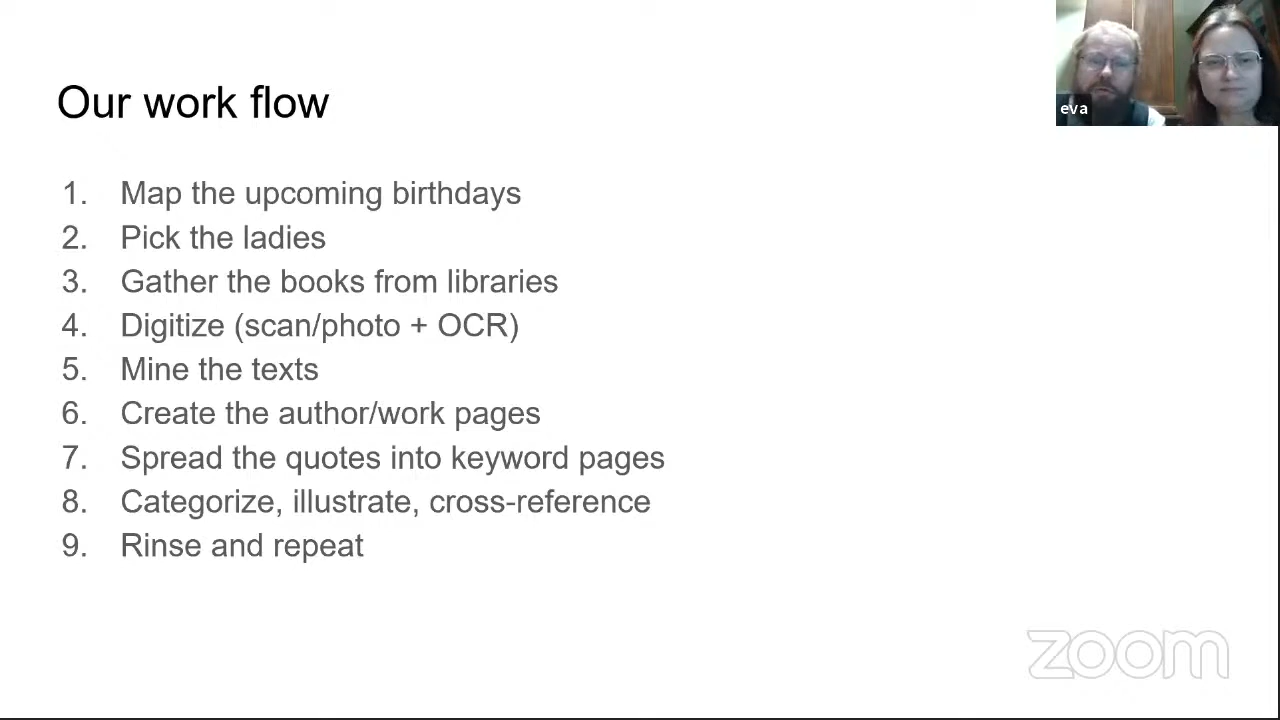 eva
Our work flow
1. Map the upcoming birthdays
2. Pick the ladies
3. Gather the books from libraries
4. Digitize (scan/photo + OCR)
5. Mine the texts
6. Create the author/work pages
7. Spread the quotes into keyword pages
8. Categorize, illustrate, cross-reference
9. Rinse and repeat
zoom